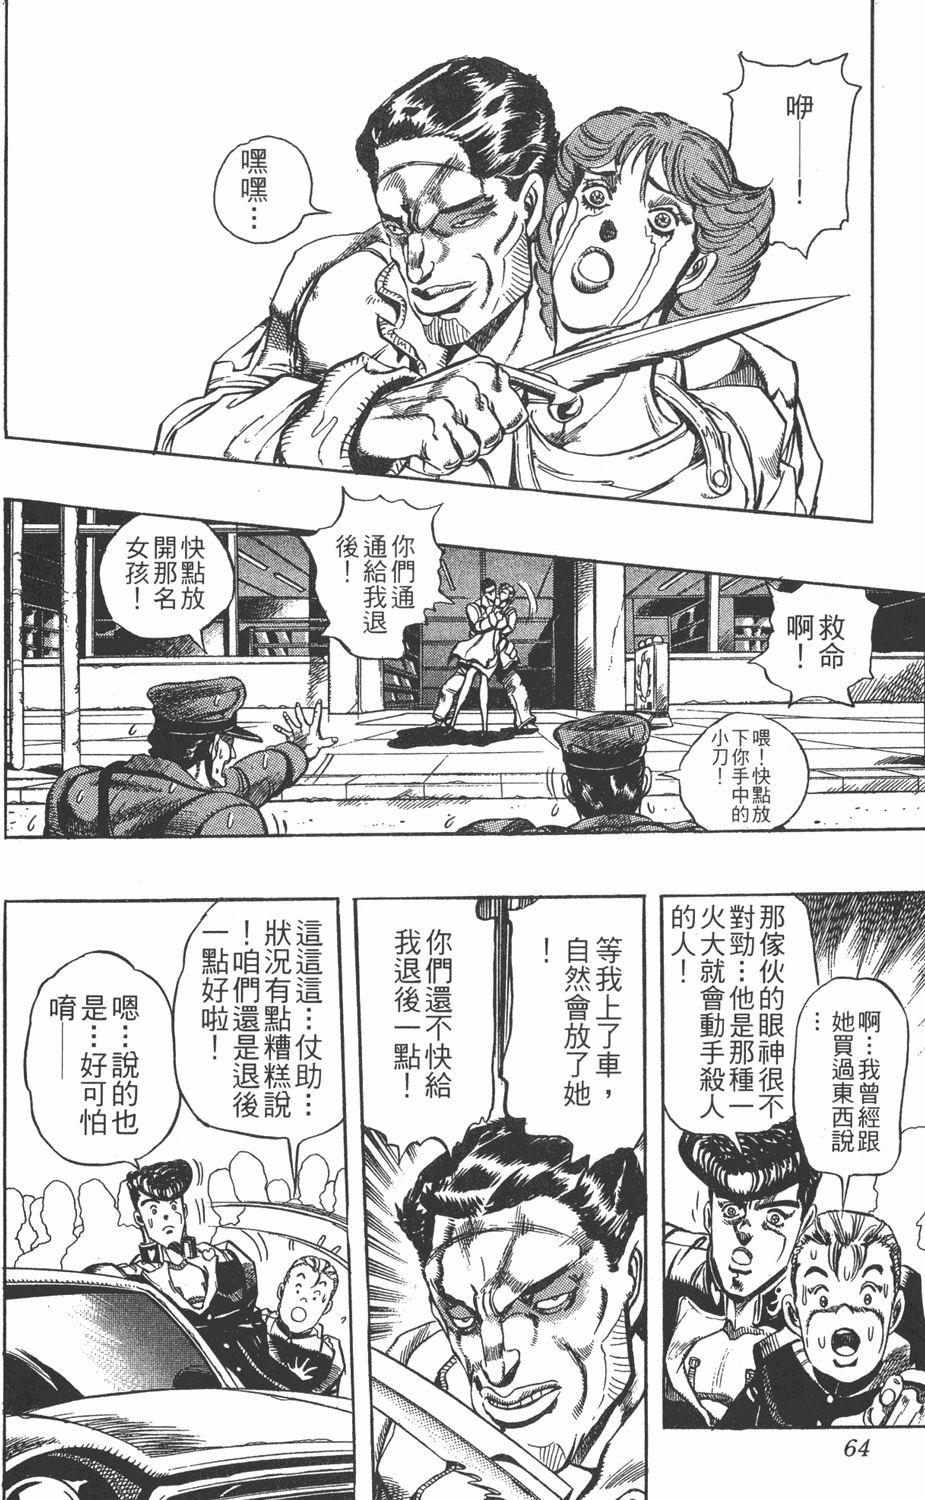 咿——！
嘿嘿…
救命
啊！
喂！快點放
下你手中的
小刀！
你們通
通給我退
後！
快點放
開那名
女孩！
啊…我曾經跟
她買過東西說
…
那傢伙的眼神很不
對勁…他是那種一
火大就會動手殺人
的人！
等我上了車，
自然會放了她
！
你們還不快給
我退後一點！
這這這這…仗助…
狀況有點糟糕說
！咱們還是退後
一點好啦！
嗯…說的也
是…好可怕
唷——
64